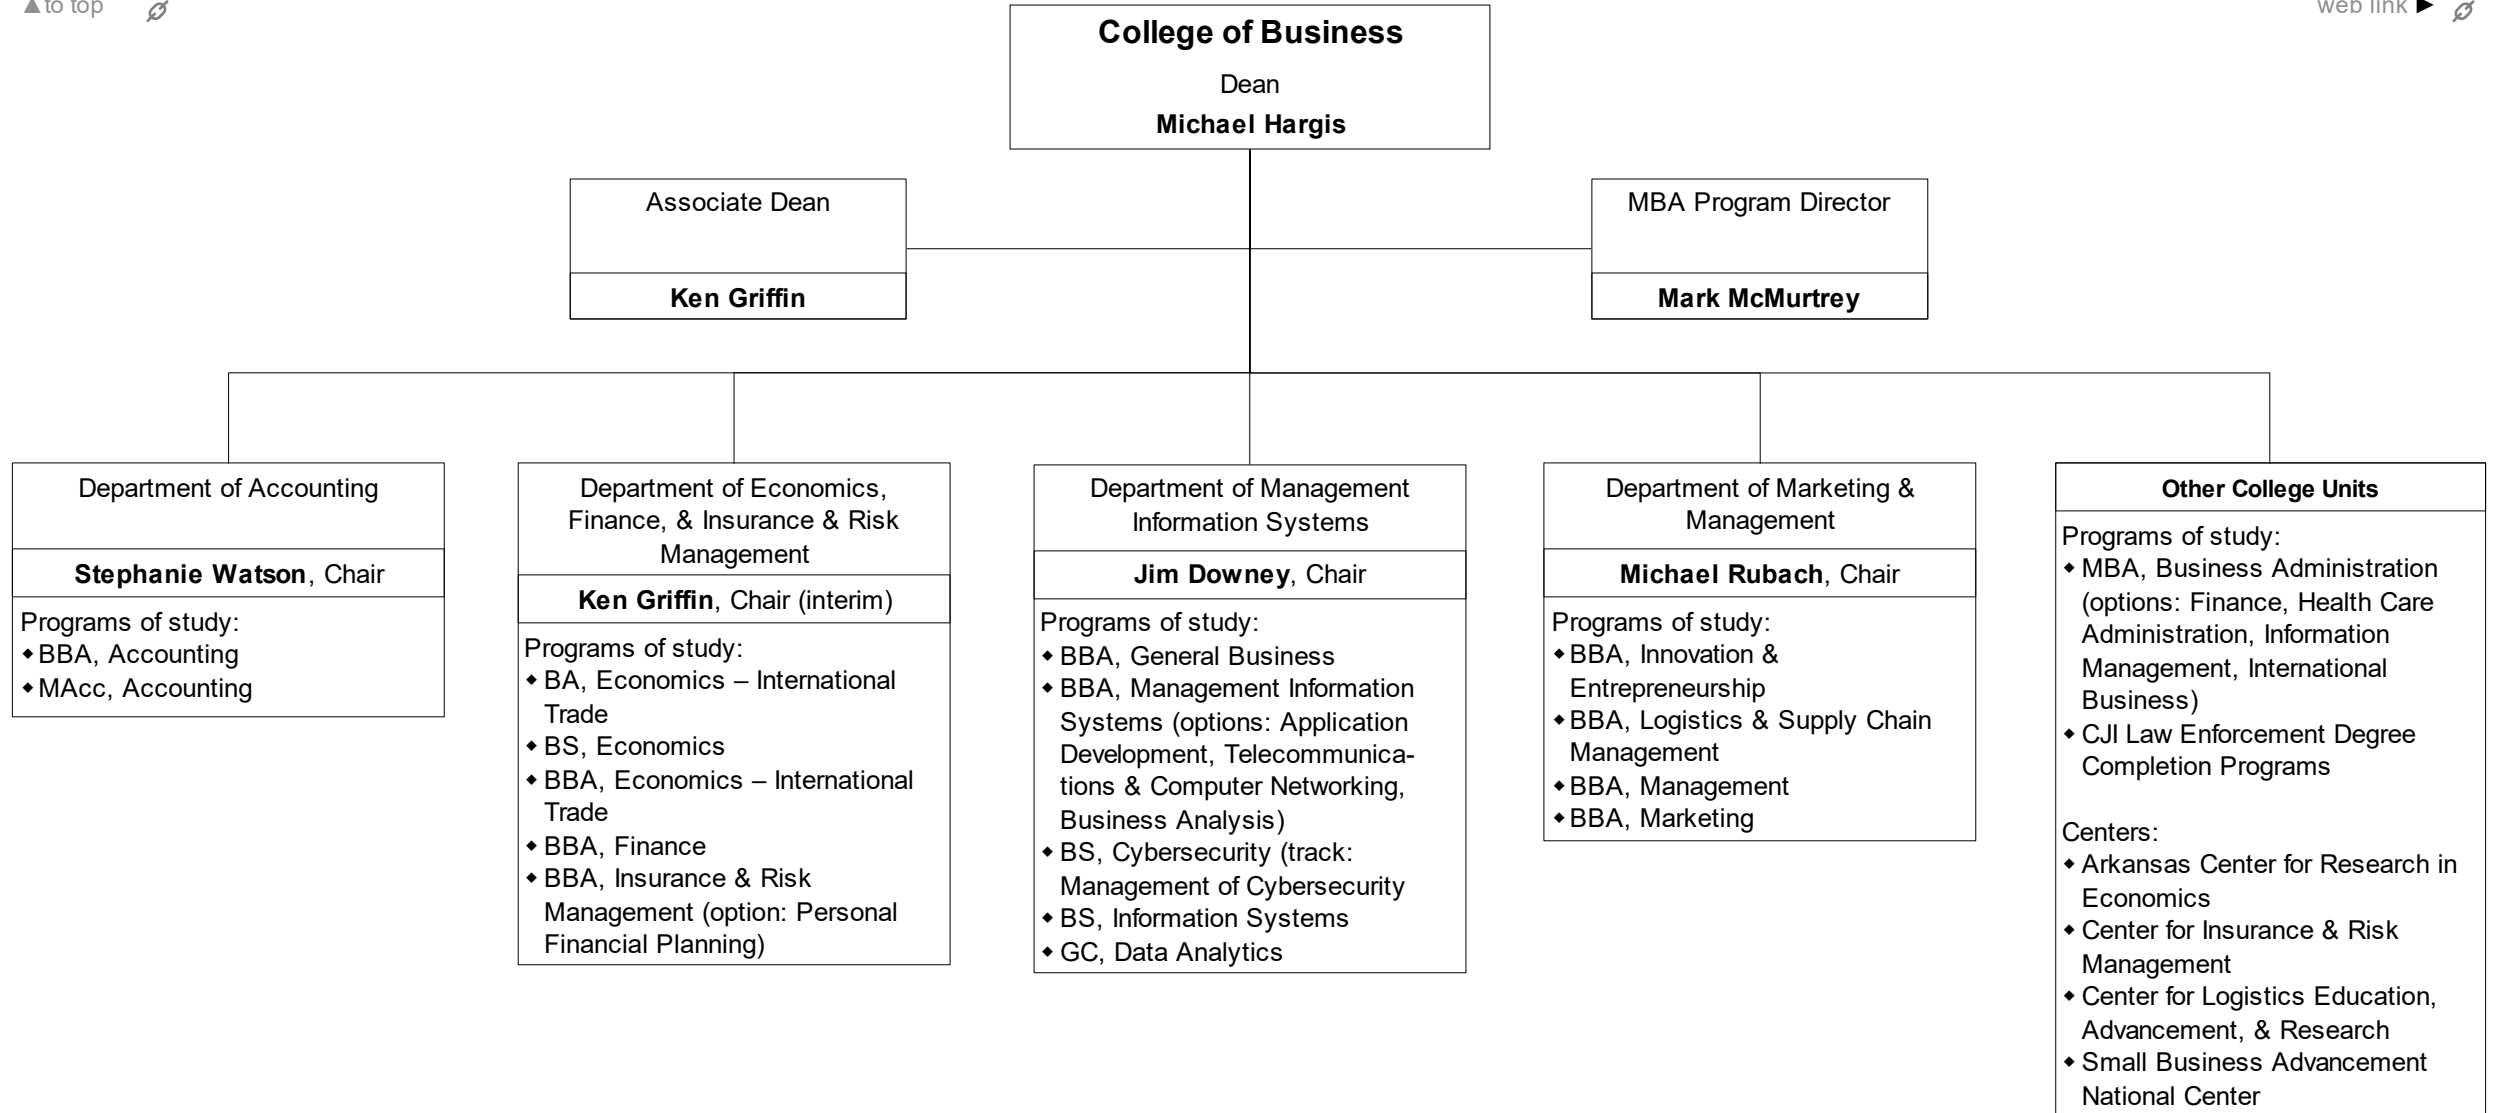 ▲to top
web link ►
College of Business
Dean
Michael Hargis
Associate Dean
Ken Griffin
MBA Program Director
Mark McMurtrey
Department of Accounting
Stephanie Watson, Chair
Programs of study:
◆BBA, Accounting
◆MAcc, Accounting
Department of Economics,
Finance, & Insurance & Risk
Management
Ken Griffin, Chair (interim)
Programs of study:
◆BA, Economics – International
Trade
◆BS, Economics
◆BBA, Economics – International
Trade
◆BBA, Finance
◆BBA, Insurance & Risk
Management (option: Personal
Financial Planning)
Department of Management
Information Systems
Jim Downey, Chair
Programs of study:
◆BBA, General Business
◆BBA, Management Information
Systems (options: Application
Development, Telecommunica-
tions & Computer Networking,
Business Analysis)
◆BS, Cybersecurity (track:
Management of Cybersecurity
◆BS, Information Systems
◆GC, Data Analytics
Department of Marketing &
Management
Michael Rubach, Chair
Programs of study:
◆BBA, Innovation &
Entrepreneurship
◆BBA, Logistics & Supply Chain
Management
◆BBA, Management
◆BBA, Marketing
Other College Units
Programs of study:
◆MBA, Business Administration
(options: Finance, Health Care
Administration, Information
Management, International
Business)
◆CJI Law Enforcement Degree
Completion Programs
Centers:
◆Arkansas Center for Research in
Economics
◆Center for Insurance & Risk
Management
◆Center for Logistics Education,
Advancement, & Research
◆Small Business Advancement
National Center